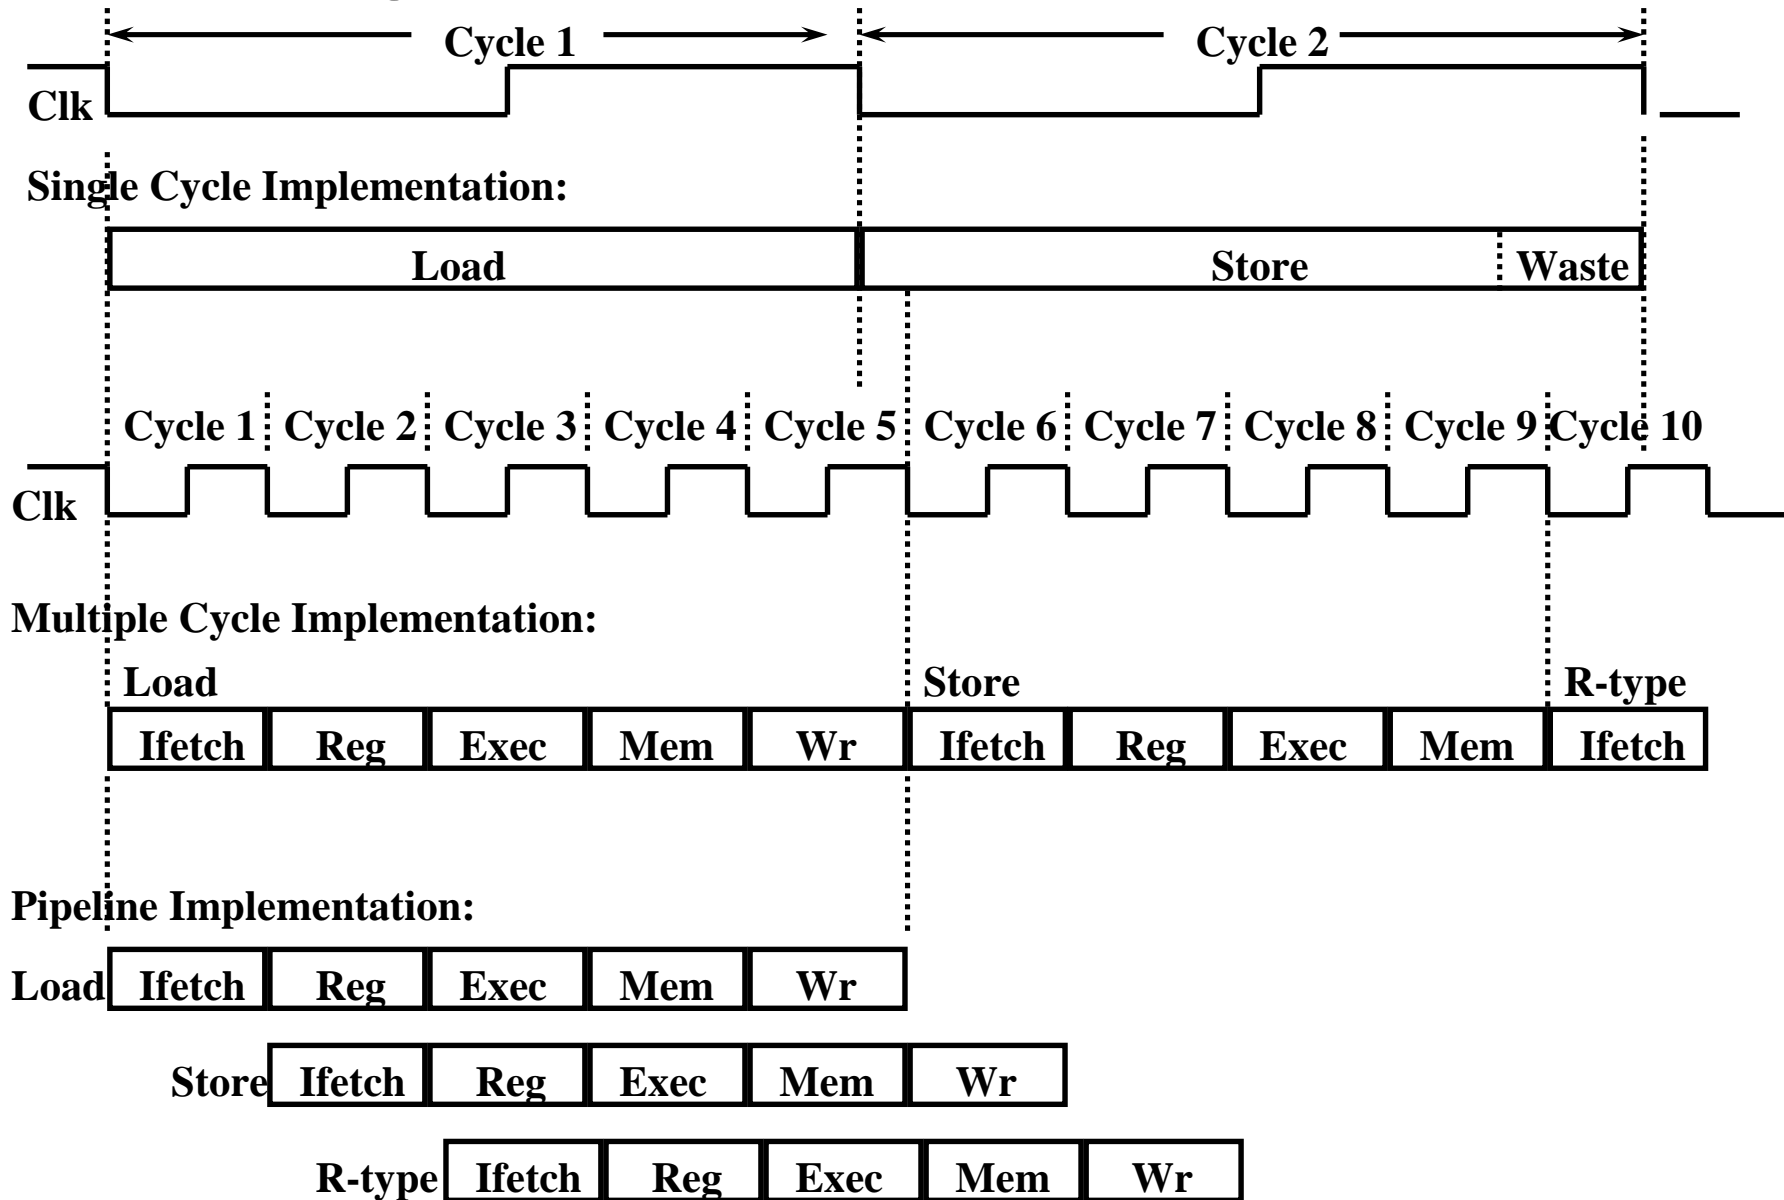 Cycle 1 Cycle 2
Clk
Single Cycle Implementation:
Load Store Waste
Cycle 1 Cycle 2 Cycle 3 Cycle 4 Cycle 5 Cycle 6 Cycle 7 Cycle 8 Cycle 9 Cycle 10
Clk
Multiple Cycle Implementation:
Load Store R-type
Ifetch Reg Exec Mem Wr Ifetch Reg Exec Mem Ifetch
Pipeline Implementation:
Load Ifetch Reg Exec Mem Wr
Store Ifetch Reg Exec Mem Wr
R-type Ifetch Reg Exec Mem Wr